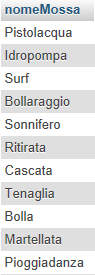 nomeMossa
Pistolacqua
Idropompa
Surf
Bollaraggio
Sonnifero
Ritirata
Cascata
Tenaglia
Bolla
Martellata
Pioggiadanza